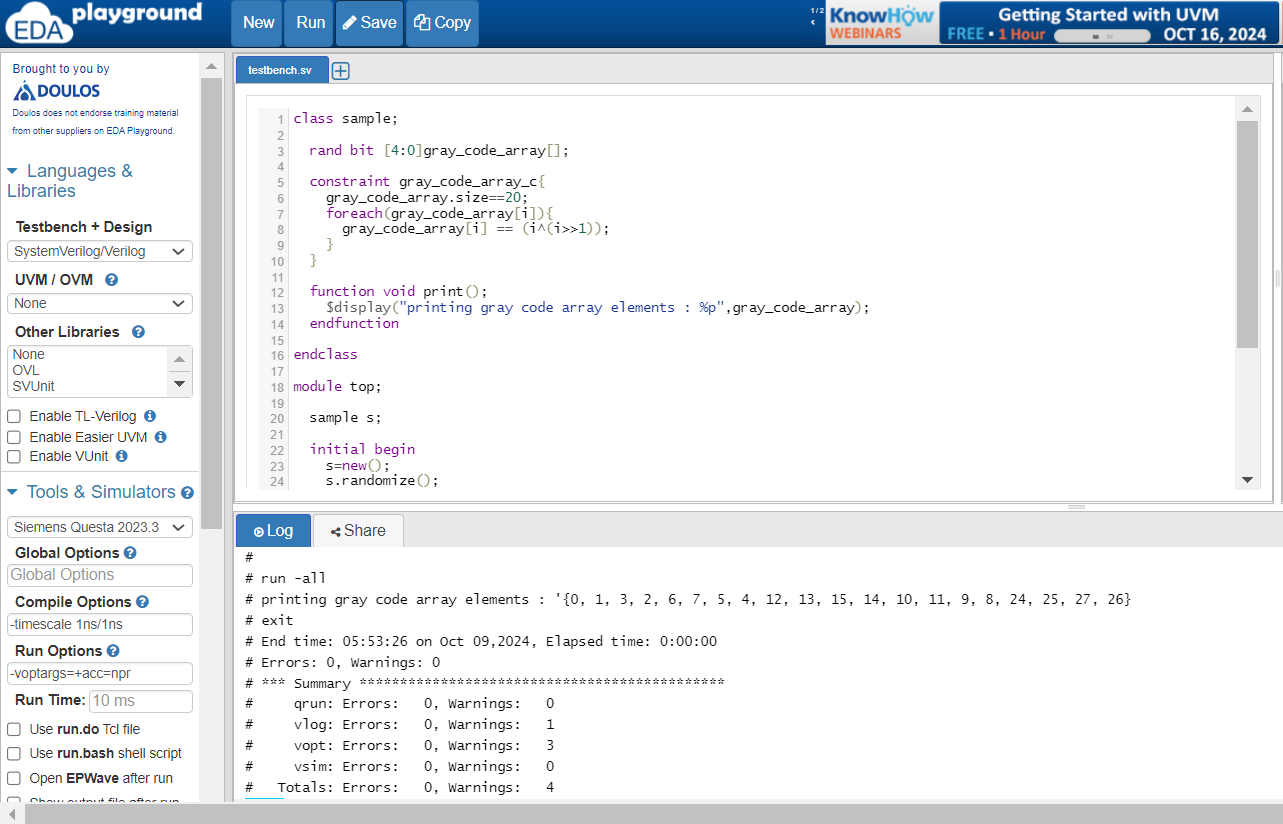 EDA playground
New
Run
Save
Copy
1/2
KnowHow
WEBINARS
Getting Started with UVM
FREE • 1 Hour
OCT 16, 2024
Brought to you by
DOULOS
Doulos does not endorse training material
from other suppliers on EDA Playground.
Languages &
Libraries
Testbench + Design
SystemVerilog/Verilog
UVM / OVM
None
Other Libraries
None
OVL
SVUnit
Enable TL-Verilog
Enable Easier UVM
Enable VUnit
Tools & Simulators
Siemens Questa 2023.3
Global Options
Global Options
Compile Options
-timescale 1ns/1ns
Run Options
-voptargs=+acc=npr
Run Time: 10 ms
Use run.do Tcl file
Use run.bash shell script
Open EPWave after run
Show output file after run
testbench.sv
1 class sample;
2
3   rand bit [4:0]gray_code_array[];
4
5   constraint gray_code_array_c{
6     gray_code_array.size==20;
7     foreach(gray_code_array[i]){
8       gray_code_array[i] == (i^(i>>1));
9     }
10   }
11
12   function void print();
13     $display("printing gray code array elements : %p",gray_code_array);
14   endfunction
15
16 endclass
17
18 module top;
19
20   sample s;
21
22   initial begin
23     s=new();
24     s.randomize();
Log
Share
#
# run -all
# printing gray code array elements : '{0, 1, 3, 2, 6, 7, 5, 4, 12, 13, 15, 14, 10, 11, 9, 8, 24, 25, 27, 26}
# exit
# End time: 05:53:26 on Oct 09,2024, Elapsed time: 0:00:00
# Errors: 0, Warnings: 0
# *** Summary *********************************************
#     qrun: Errors:   0, Warnings:   0
#     vlog: Errors:   0, Warnings:   1
#     vopt: Errors:   0, Warnings:   3
#     vsim: Errors:   0, Warnings:   0
#   Totals: Errors:   0, Warnings:   4